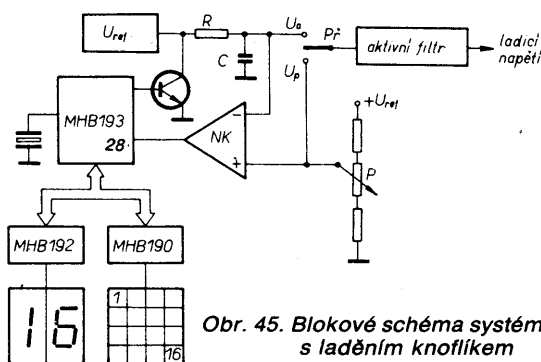 Uref
R
Ua
Př
aktivní filtr
ladicí
napětí
C
Up
+Uref
MHB193
28
NK
−
+
P
MHB192
MHB190
16
1
16
Obr. 45. Blokové schéma systém
s laděním knoflíkem